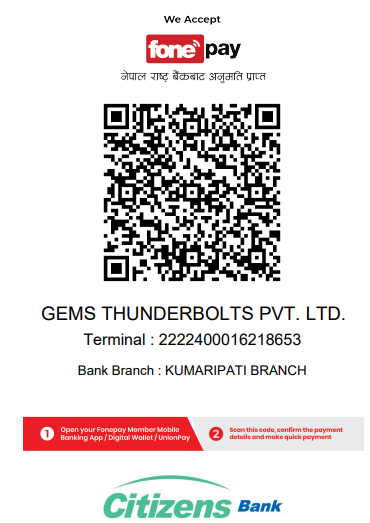 We Accept
fonepay
नेपाल राष्ट्र बैंकबाट अनुमति प्राप्त
GEMS THUNDERBOLTS PVT. LTD.
Terminal : 2222400016218653
Bank Branch : KUMARIPATI BRANCH
1 Open your Fonepay Member Mobile
Banking App / Digital Wallet / UnionPay
2 Scan this code, confirm the payment
details and make quick payment
Citizens Bank